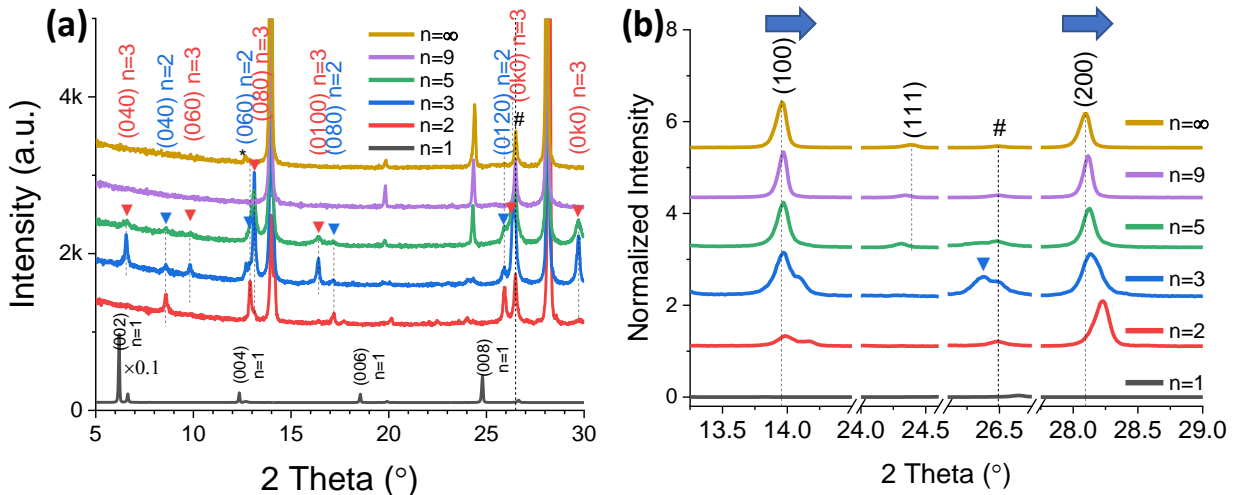 (a)
Intensity (a.u.)
4k
2k
0
(040) n=3
(040) n=2
(060) n=3
(060) n=2
(080) n=3
(0100) n=3
(080) n=2
(0120) n=2
(0k0) n=3
(0k0) n=3
*
#
n=∞
n=9
n=5
n=3
n=2
n=1
(002)
n=1
×0.1
(004)
n=1
(006)
n=1
(008)
n=1
5 10 15 20 25 30
2 Theta (°)
(b)
Normalized Intensity
8
6
4
2
0
(100)
(111)
#
(200)
n=∞
n=9
n=5
n=3
n=2
n=1
13.5 14.0 24.0 24.5 26.5 28.0 28.5 29.0
2 Theta (°)